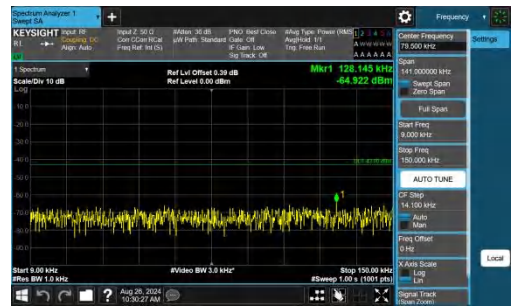 Spectrum Analyzer 1
Swept SA
+
Frequency
KEYSIGHT
Input: RF
Coupling: DC
Align: Auto
Input Z: 50 Ω
Corr CCorr RCal
Freq Ref: Int (S)
#Atten: 30 dB
µW Path: Standard
PNO: Best Close
Gate: Off
IF Gain: Low
Sig Track: Off
#Avg Type: Power (RMS)
Avg|Hold: 1/1
Trig: Free Run
1 Spectrum
Scale/Div 10 dB
Log
Ref Lvl Offset 0.39 dB
Ref Level 0.00 dBm
Mkr1 128.145 kHz
-64.922 dBm
-10.0
-20.0
-30.0
-40.0
-50.0
-60.0
-70.0
-80.0
-90.0
1
Start 9.00 kHz
#Res BW 1.0 kHz
#Video BW 3.0 kHz*
Stop 150.00 kHz
#Sweep 1.00 s (1001 pts)
Aug 26, 2024
10:30:27 AM
Center Frequency
79.500 kHz
Settings
Span
141.000000 kHz
Swept Span
Zero Span
Full Span
Start Freq
9.000 kHz
Stop Freq
150.000 kHz
AUTO TUNE
CF Step
14.100 kHz
Auto
Man
Freq Offset
0 Hz
X Axis Scale
Log
Lin
Signal Track
(Span Zoom)
Local